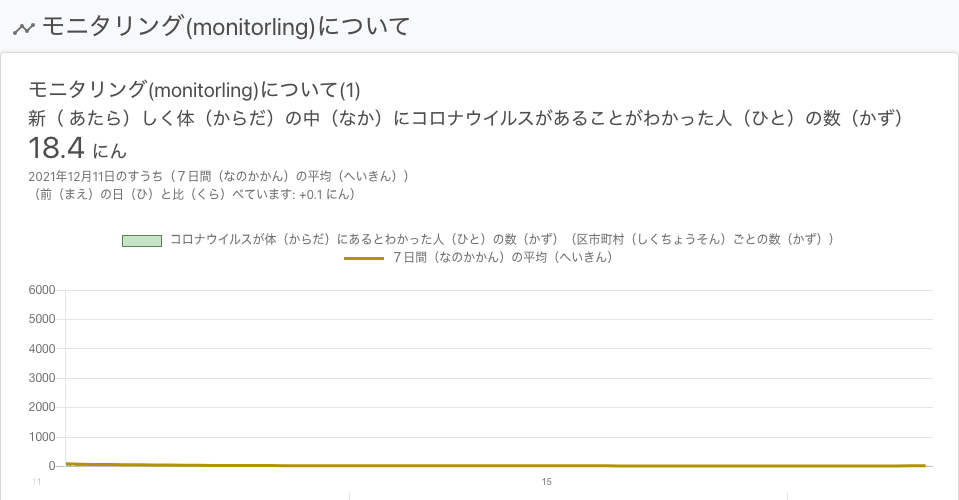 モニタリング(monitorling)について
モニタリング(monitorling)について(1)
新（ あたら）しく体（からだ）の中（なか）にコロナウイルスがあることがわかった人（ひと）の数（かず）
18.4 にん
2021年12月11日のすうち（７日間（なのかかん）の平均（へいきん））
（前（まえ）の日（ひ）と比（くら）べています: +0.1 にん）
コロナウイルスが体（からだ）にあるとわかった人（ひと）の数（かず）（区市町村（しくちょうそん）ごとの数（かず））
７日間（なのかかん）の平均（へいきん）
6000
5000
4000
3000
2000
1000
0
11
15